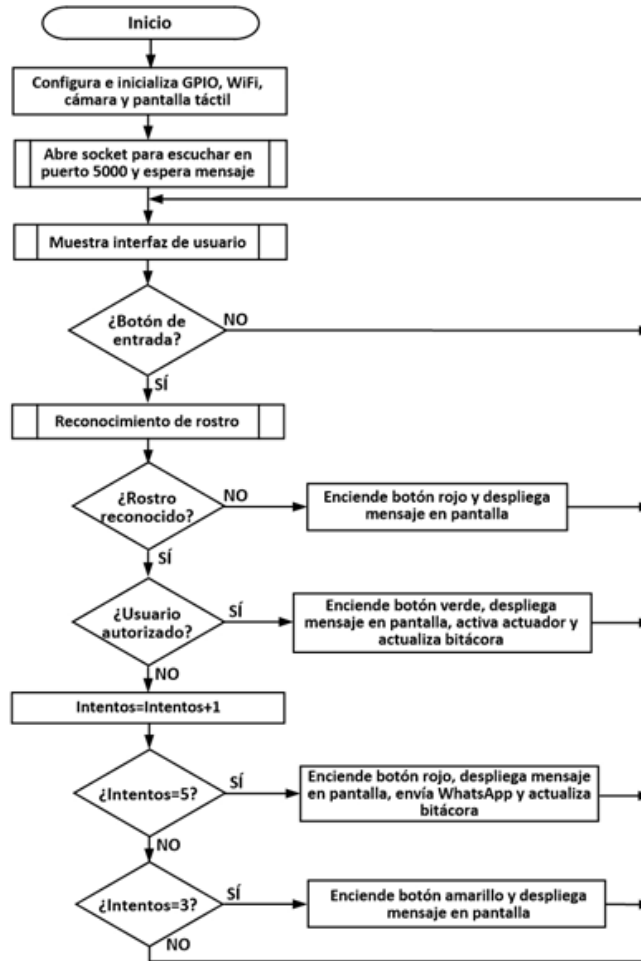 Inicio
Configura e inicializa GPIO, WiFi,
cámara y pantalla táctil
Abre socket para escuchar en
puerto 5000 y espera mensaje
Muestra interfaz de usuario
¿Botón de
entrada?
NO
SÍ
Reconocimiento de rostro
¿Rostro
reconocido?
NO
Enciende botón rojo y despliega
mensaje en pantalla
SÍ
¿Usuario
autorizado?
SÍ
Enciende botón verde, despliega
mensaje en pantalla, activa actuador y
actualiza bitácora
NO
Intentos=Intentos+1
¿Intentos=5?
SÍ
Enciende botón rojo, despliega mensaje
en pantalla, envía WhatsApp y actualiza
bitácora
NO
¿Intentos=3?
SÍ
Enciende botón amarillo y despliega
mensaje en pantalla
NO